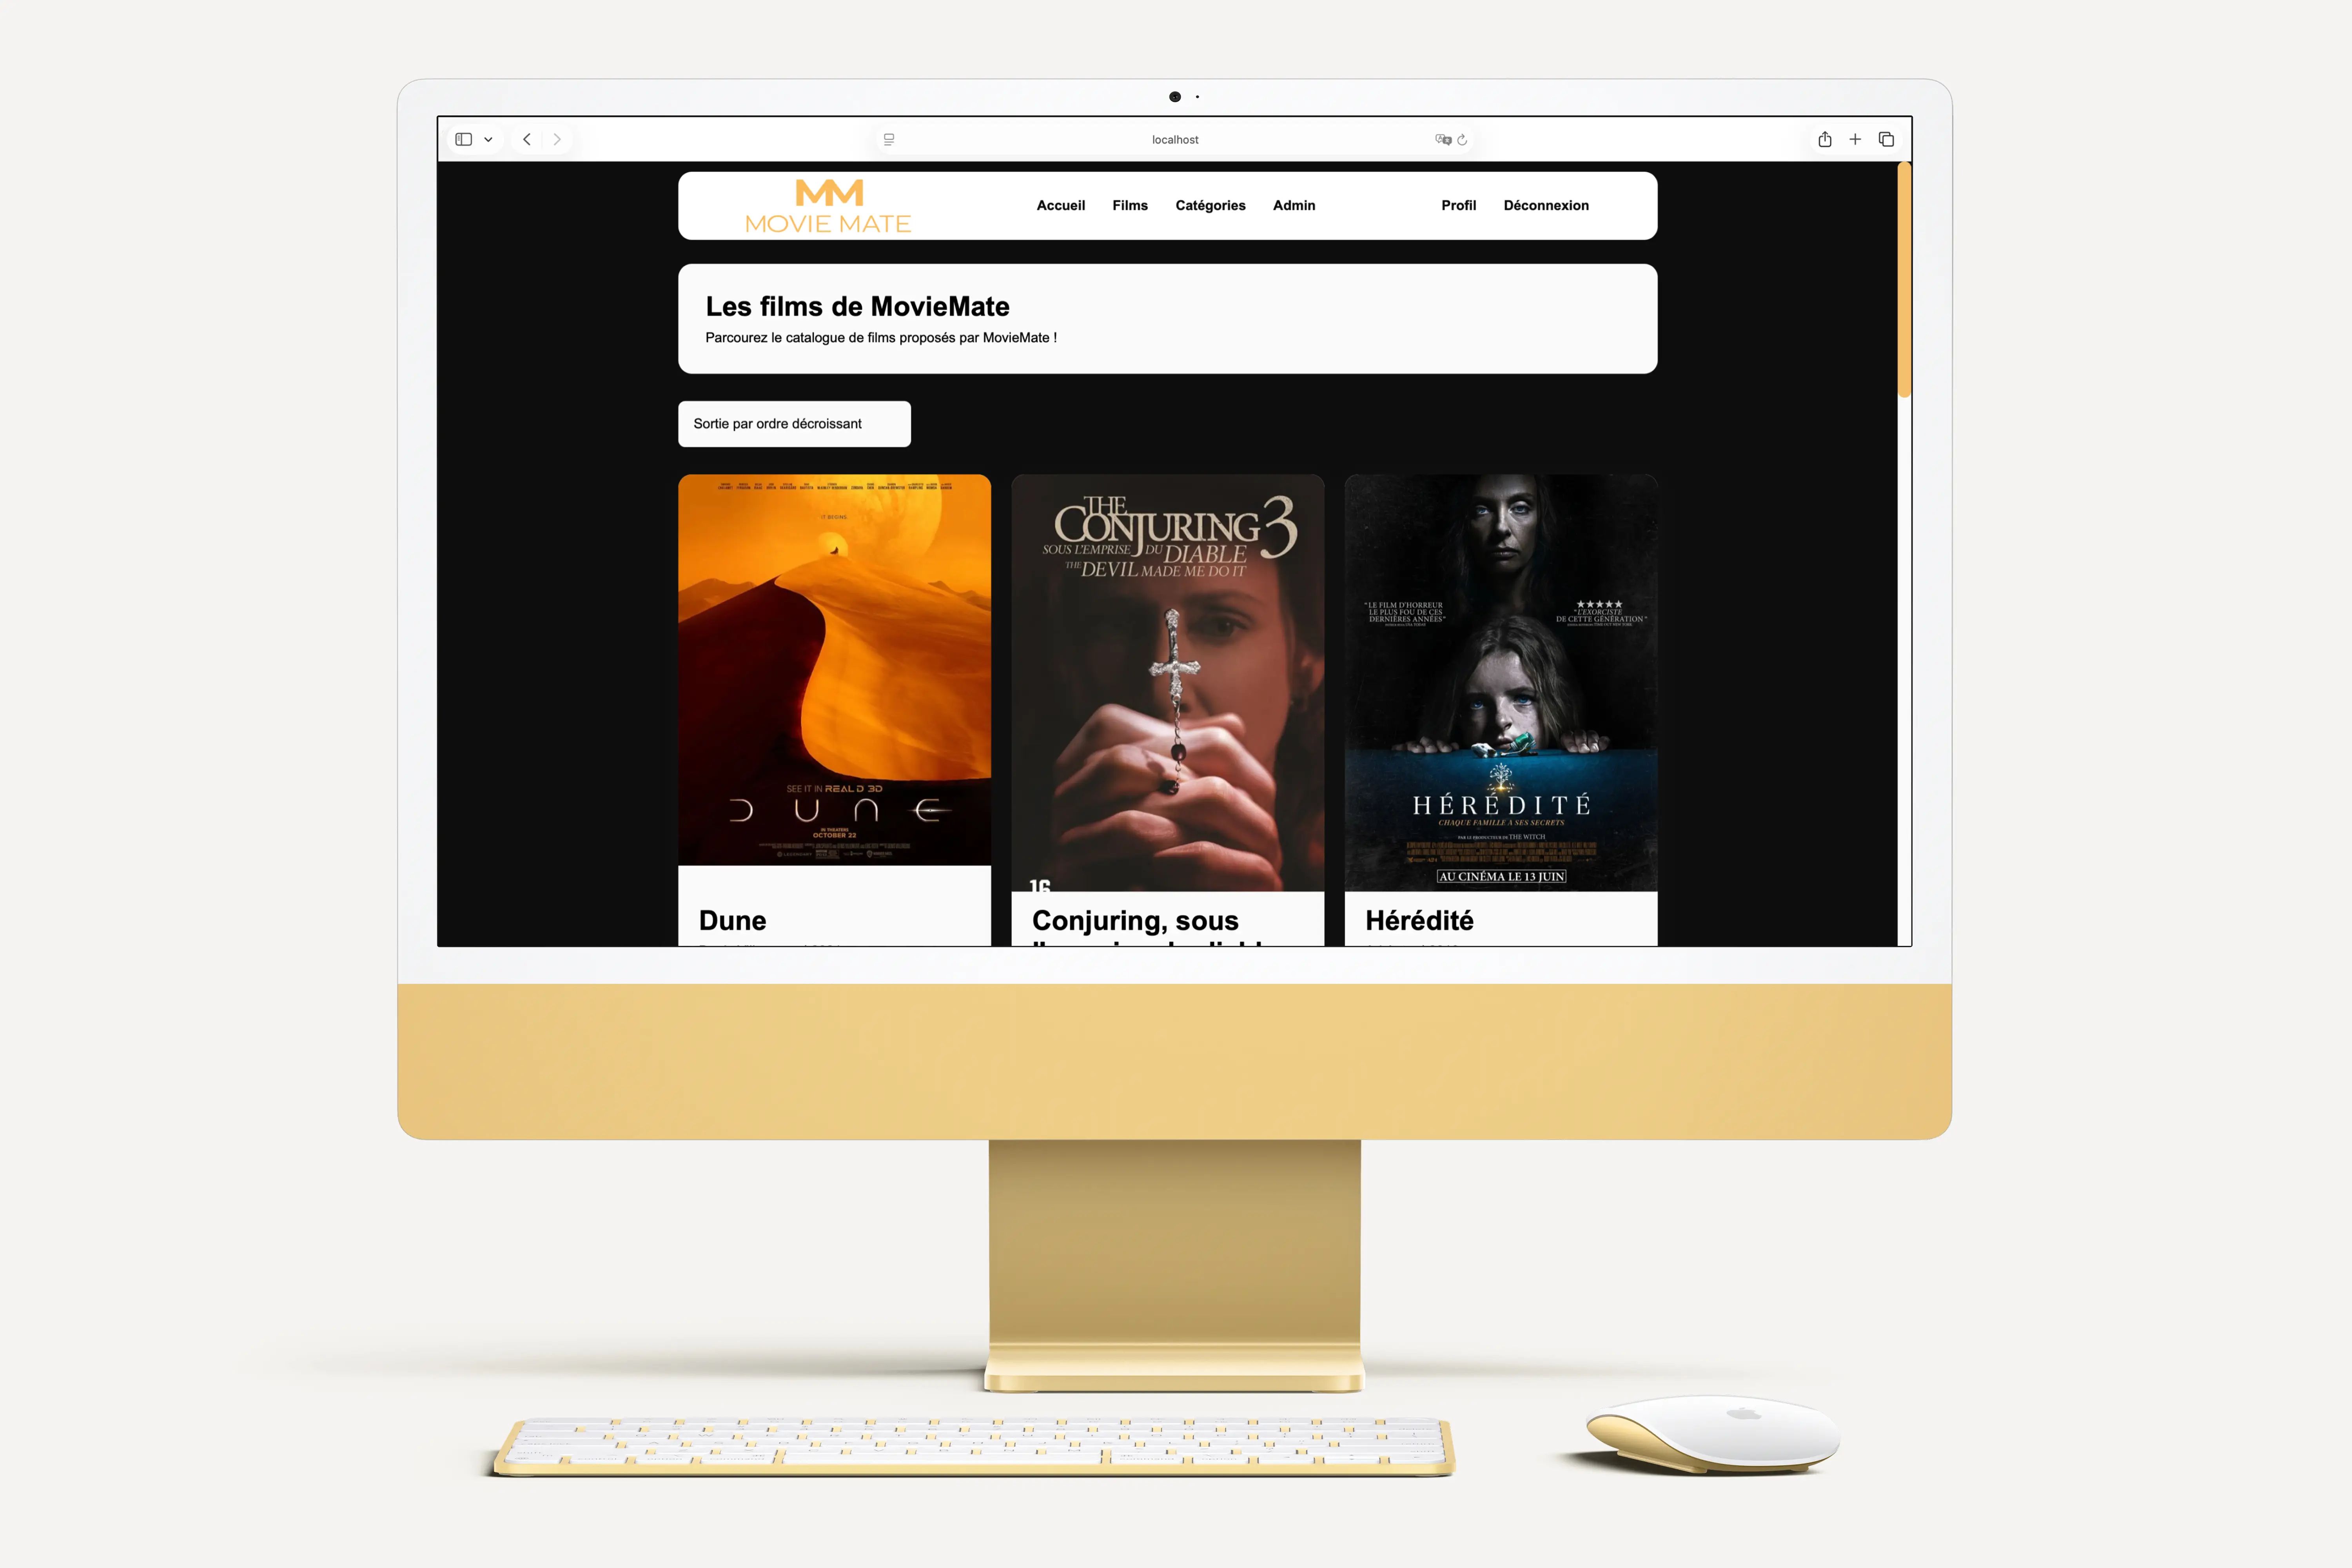 localhost
MM
MOVIE MATE
Accueil Films Catégories Admin Profil Déconnexion
Les films de MovieMate
Parcourez le catalogue de films proposés par MovieMate !
Sortie par ordre décroissant
IT BEGINS
SEE IT IN REAL D 3D
DUNE
IN THEATERS
OCTOBER 22
LEGENDARY
Dune
THE
CONJURING 3
SOUS L'EMPRISE DU DIABLE
THE DEVIL MADE ME DO IT
16
Conjuring, sous
"LE FILM D'HORREUR
LE PLUS FOU DE CES
DERNIÈRES ANNÉES"
★★★★★
"L'EXORCISTE
DE CETTE GÉNÉRATION"
HÉRÉDITÉ
CHAQUE FAMILLE A SES SECRETS
PAR LE PRODUCTEUR DE THE WITCH
AU CINÉMA LE 13 JUIN
Hérédité